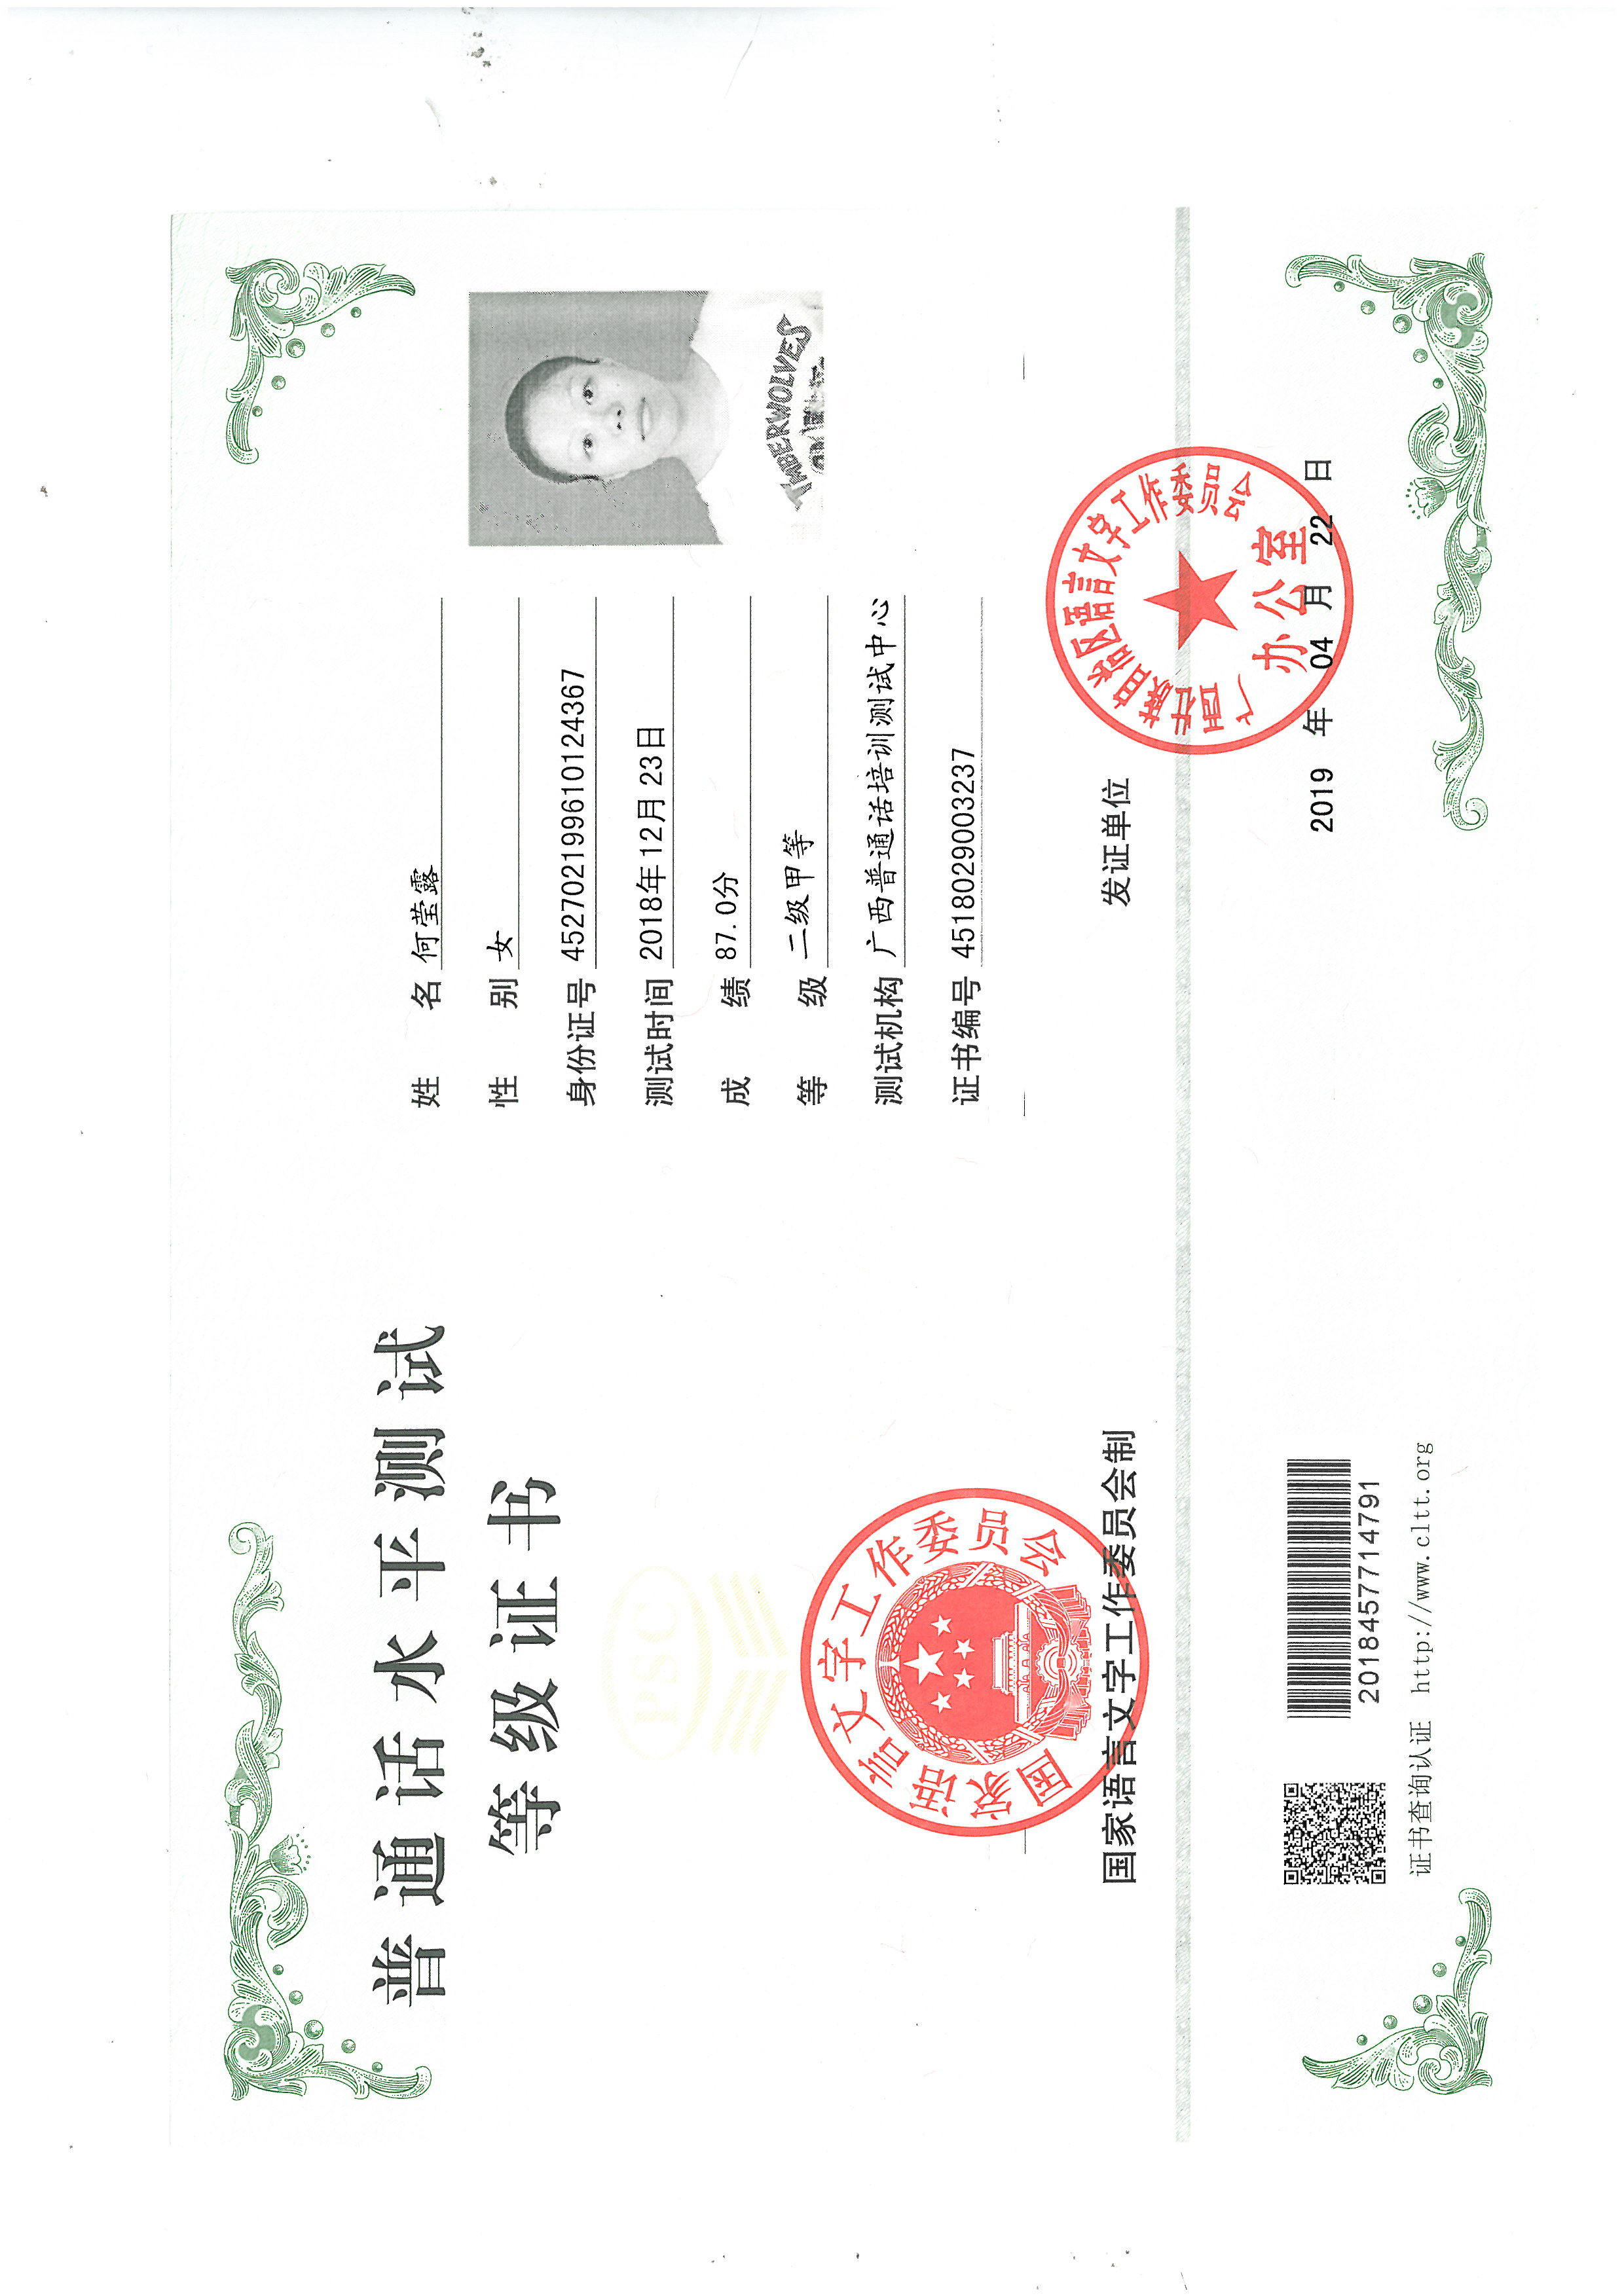 普通话水平测试
等级证书
PSC
国家语言文字工作委员会
国家语言文字工作委员会制
2018457714791
证书查询认证 http://www.cltt.org
姓 名 何莹露
性 别 女
身份证号 452702199610124367
测试时间 2018年12月23日
成 绩 87.0分
等 级 二级甲等
测试机构 广西普通话培训测试中心
证书编号 4518029003237
IMBERWOLVES
发证单位
广西壮族自治区语言文字工作委员会
办公室
2019 年 04 月 22 日